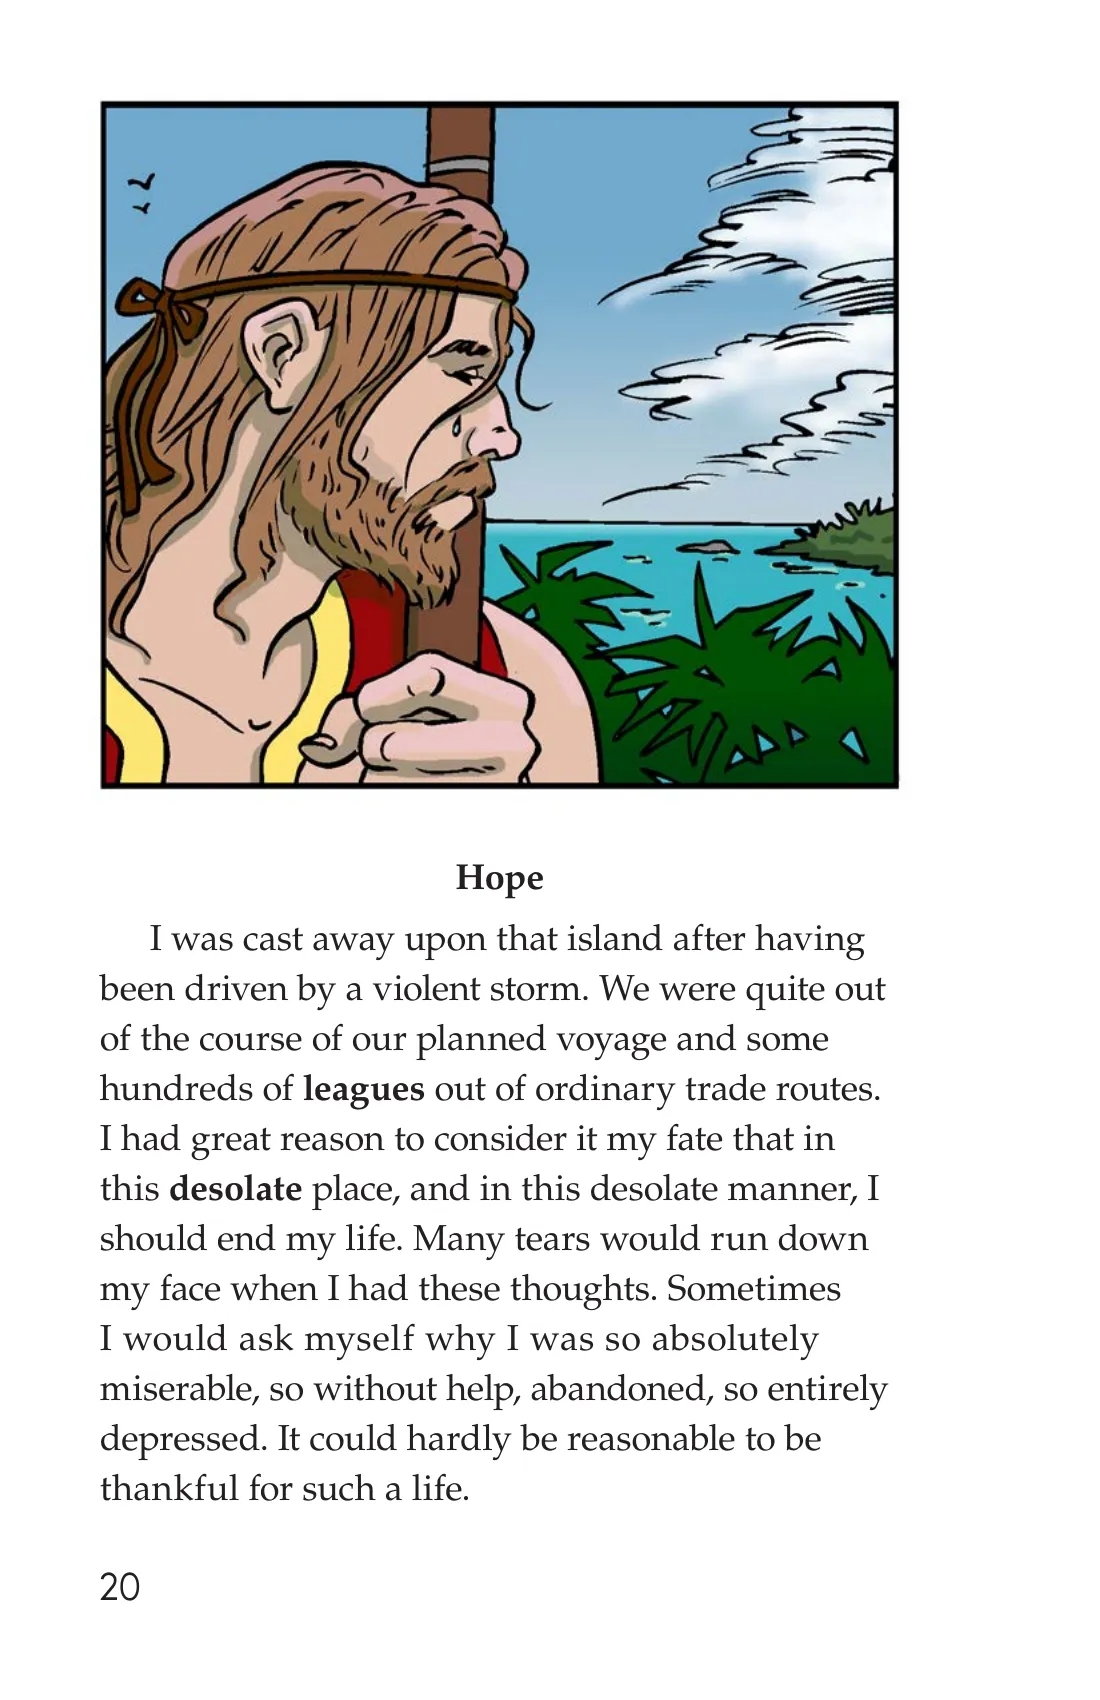 Hope
I was cast away upon that island after having
been driven by a violent storm. We were quite out
of the course of our planned voyage and some
hundreds of leagues out of ordinary trade routes.
I had great reason to consider it my fate that in
this desolate place, and in this desolate manner, I
should end my life. Many tears would run down
my face when I had these thoughts. Sometimes
I would ask myself why I was so absolutely
miserable, so without help, abandoned, so entirely
depressed. It could hardly be reasonable to be
thankful for such a life.
20